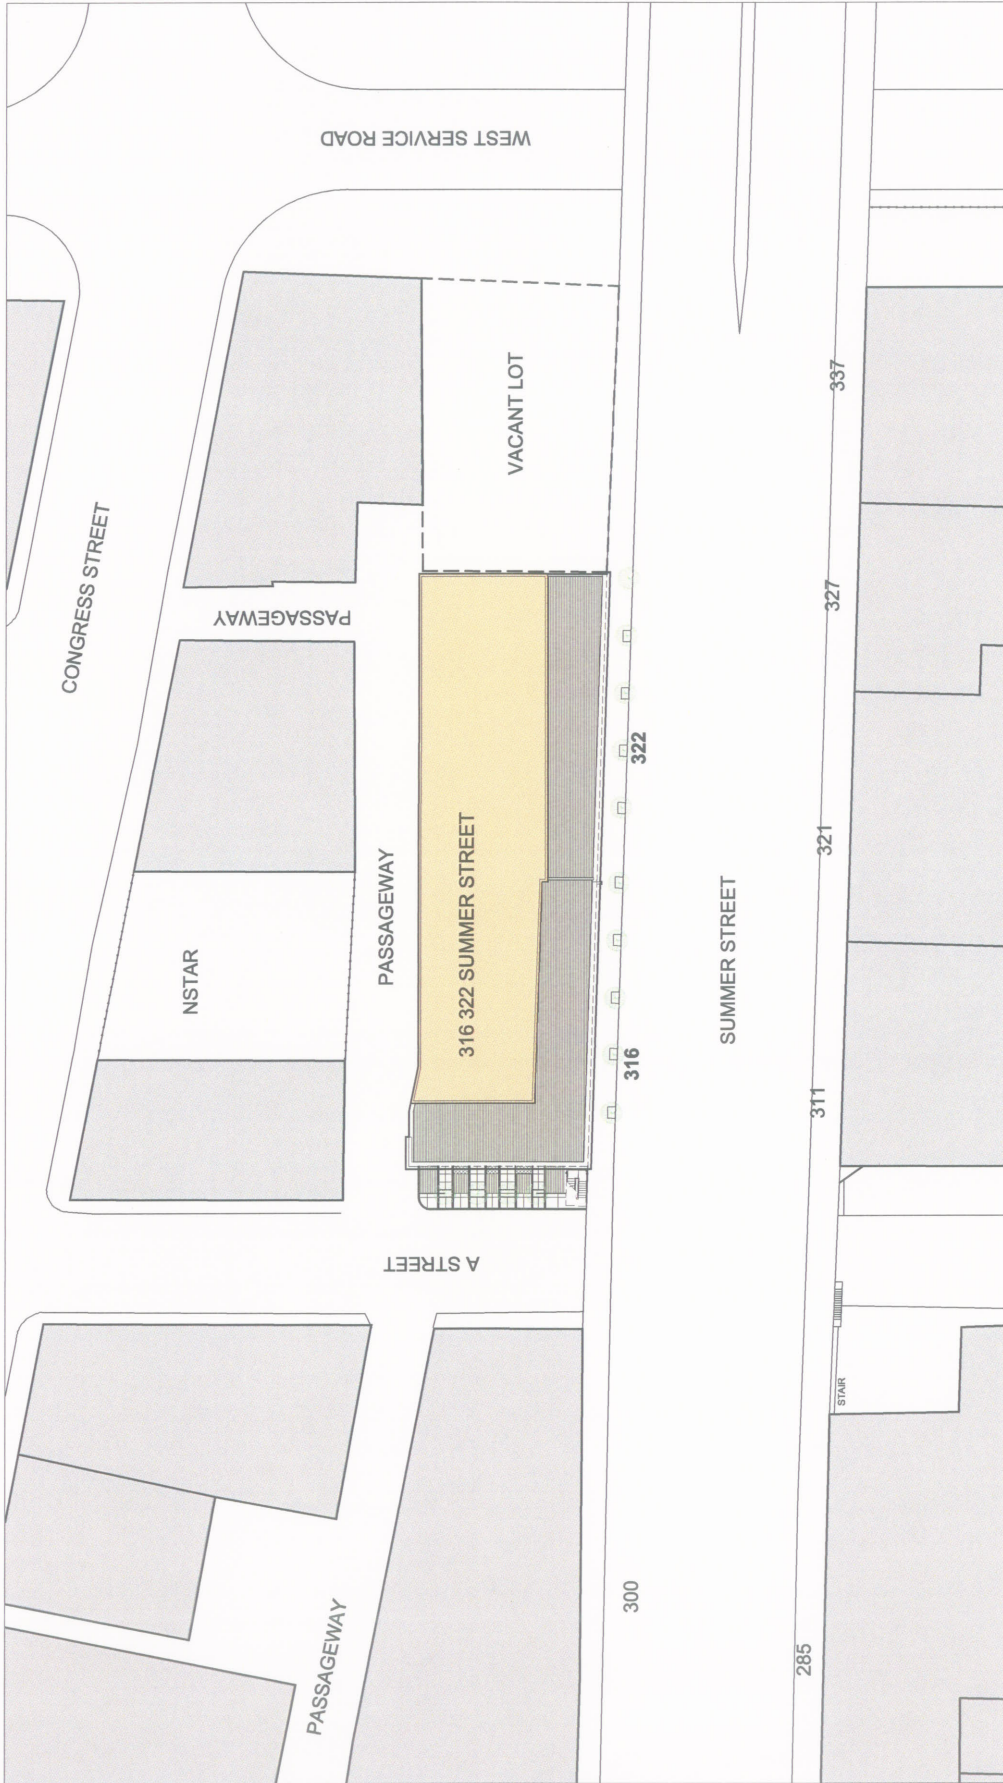 WEST SERVICE ROAD
CONGRESS STREET
VACANT LOT
PASSAGEWAY
NSTAR
PASSAGEWAY
316 322 SUMMER STREET
322
316
SUMMER STREET
337
327
321
311
A STREET
STAIR
PASSAGEWAY
300
285